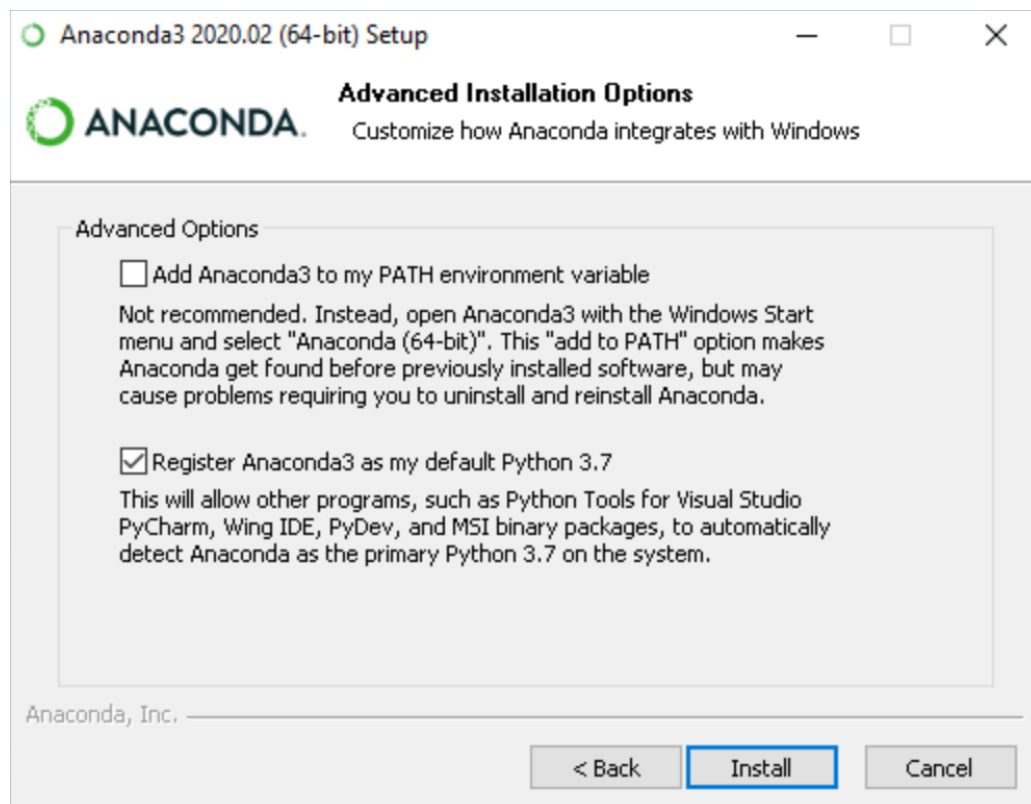 Anaconda3 2020.02 (64-bit) Setup
ANACONDA.
Advanced Installation Options
Customize how Anaconda integrates with Windows
Advanced Options
Add Anaconda3 to my PATH environment variable
Not recommended. Instead, open Anaconda3 with the Windows Start
menu and select "Anaconda (64-bit)". This "add to PATH" option makes
Anaconda get found before previously installed software, but may
cause problems requiring you to uninstall and reinstall Anaconda.
Register Anaconda3 as my default Python 3.7
This will allow other programs, such as Python Tools for Visual Studio
PyCharm, Wing IDE, PyDev, and MSI binary packages, to automatically
detect Anaconda as the primary Python 3.7 on the system.
Anaconda, Inc.
< Back Install Cancel